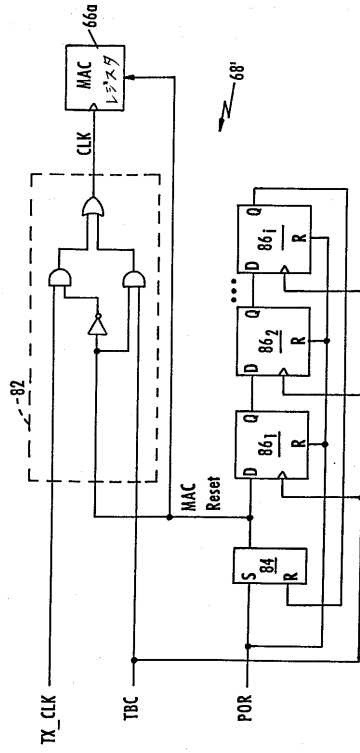 82
TX_CLK
TBC
POR
CLK
MAC
レジスタ
66a
68'
MAC
Reset
S
84
R
D
86₁
R
Q
D
86₂
R
Q
•••
D
86i
R
Q